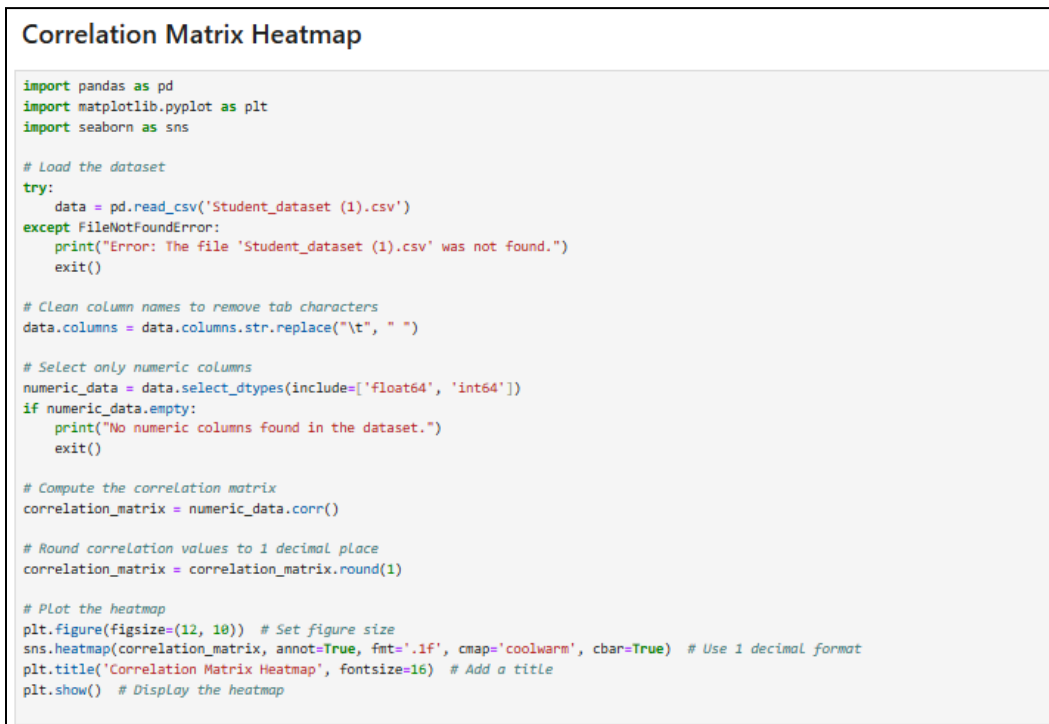 Correlation Matrix Heatmap
import pandas as pd
import matplotlib.pyplot as plt
import seaborn as sns
# Load the dataset
try:
    data = pd.read_csv('Student_dataset (1).csv')
except FileNotFoundError:
    print("Error: The file 'Student_dataset (1).csv' was not found.")
    exit()
# Clean column names to remove tab characters
data.columns = data.columns.str.replace("\t", " ")
# Select only numeric columns
numeric_data = data.select_dtypes(include=['float64', 'int64'])
if numeric_data.empty:
    print("No numeric columns found in the dataset.")
    exit()
# Compute the correlation matrix
correlation_matrix = numeric_data.corr()
# Round correlation values to 1 decimal place
correlation_matrix = correlation_matrix.round(1)
# Plot the heatmap
plt.figure(figsize=(12, 10))  # Set figure size
sns.heatmap(correlation_matrix, annot=True, fmt='.1f', cmap='coolwarm', cbar=True)  # Use 1 decimal format
plt.title('Correlation Matrix Heatmap', fontsize=16)  # Add a title
plt.show()  # Display the heatmap